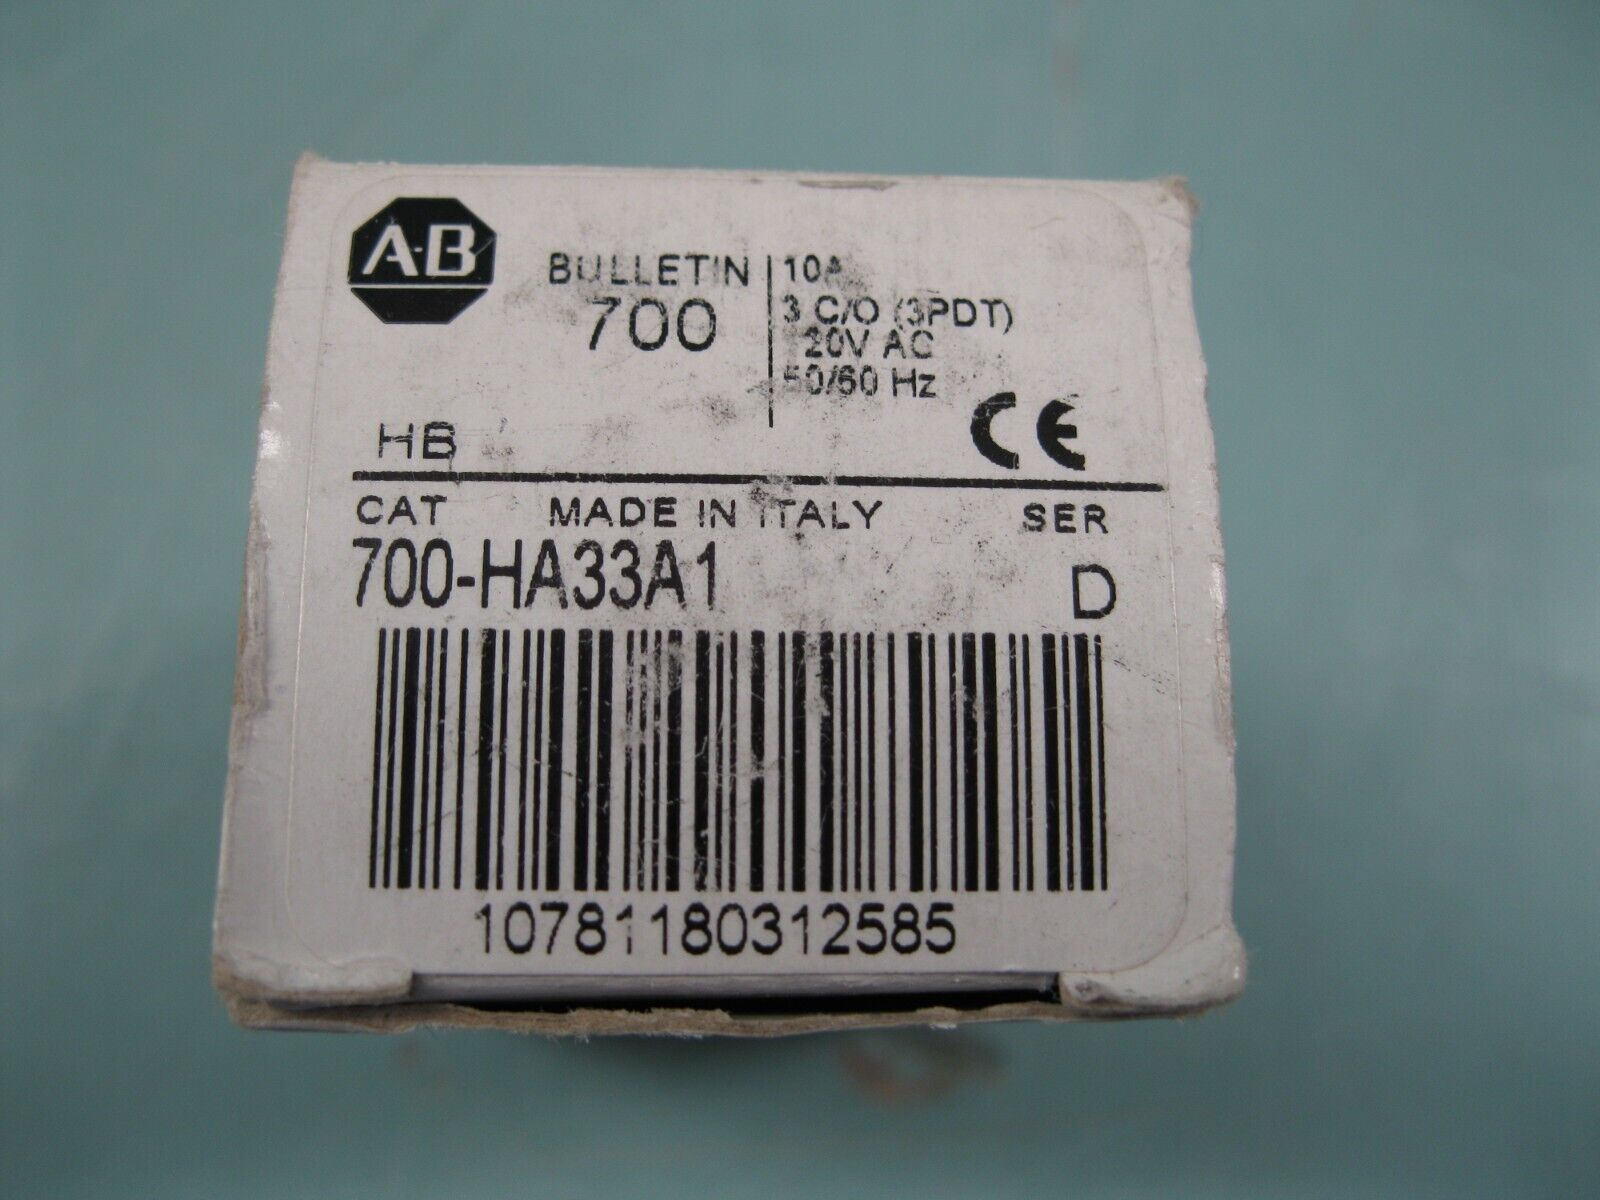 A-B
BULLETIN
700
10A
3 C/O (3PDT)
20V AC
50/60 Hz
HB
CE
CAT MADE IN ITALY SER
700-HA33A1 D
10781180312585